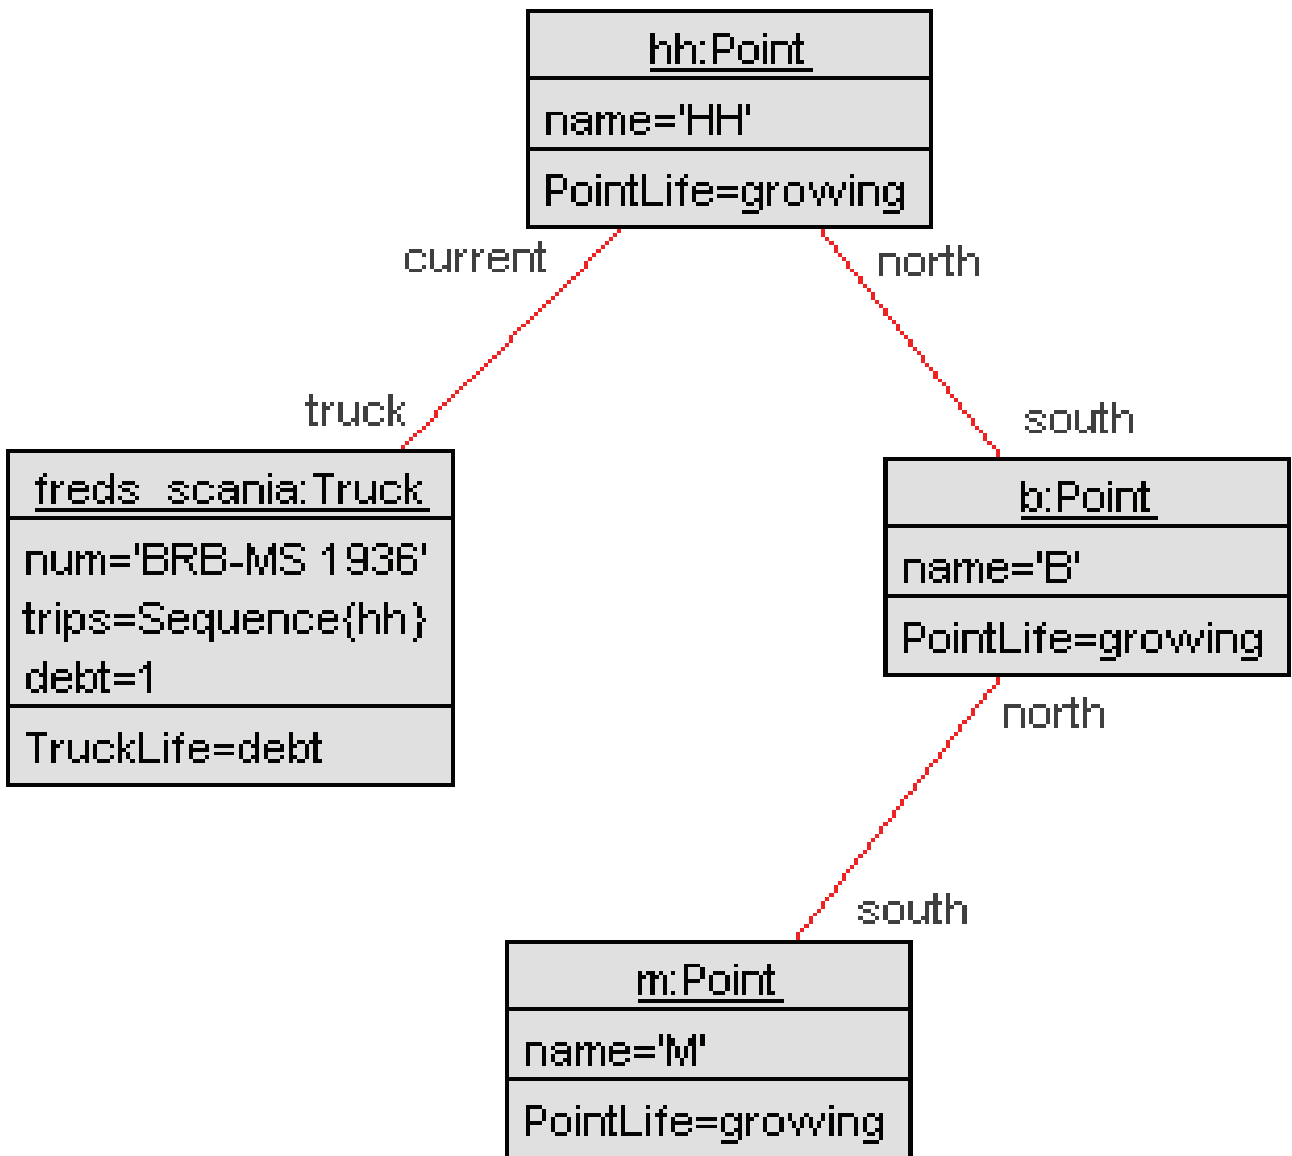 hh:Point
name='HH'
PointLife=growing
current
north
truck
south
freds_scania:Truck
num='BRB-MS 1936'
trips=Sequence{hh}
debt=1
TruckLife=debt
b:Point
name='B'
PointLife=growing
north
south
m:Point
name='M'
PointLife=growing